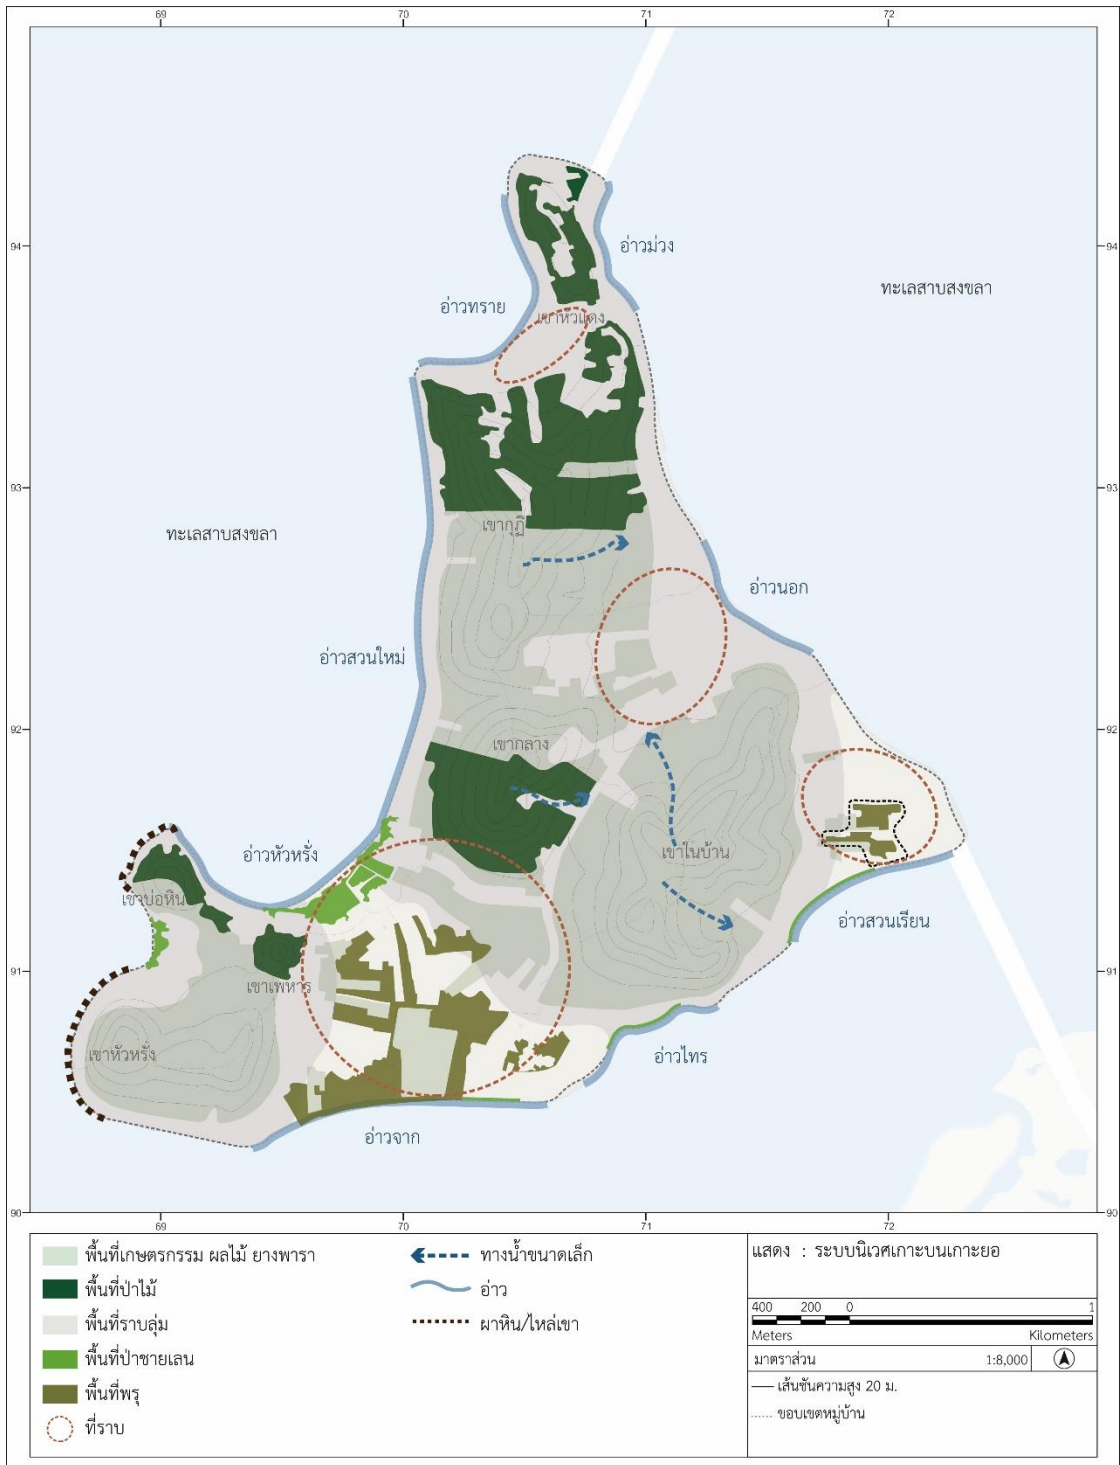 69 70 71 72
94 94
อ่าวม่วง
ทะเลสาบสงขลา
อ่าวทราย
เขาหัวแดง
93 93
เขากุฏิ
ทะเลสาบสงขลา
อ่าวนอก
อ่าวสวนใหม่
92 92
เขากลาง
อ่าวหัวหรั่ง
เขาในบ้าน
เขาบ่อหิน
อ่าวสวนเรียน
91 91
เขาเพหาร
เขาหัวหรั่ง
อ่าวไทร
อ่าวจาก
90 90
69 70 71 72
พื้นที่เกษตรกรรม ผลไม้ ยางพารา
พื้นที่ป่าไม้
พื้นที่ราบลุ่ม
พื้นที่ป่าชายเลน
พื้นที่พรุ
ที่ราบ
ทางน้ำขนาดเล็ก
อ่าว
ผาหิน/ไหล่เขา
แสดง : ระบบนิเวศเกาะบนเกาะยอ
400 200 0 1
Meters Kilometers
มาตราส่วน 1:8,000
เส้นชันความสูง 20 ม.
ขอบเขตหมู่บ้าน